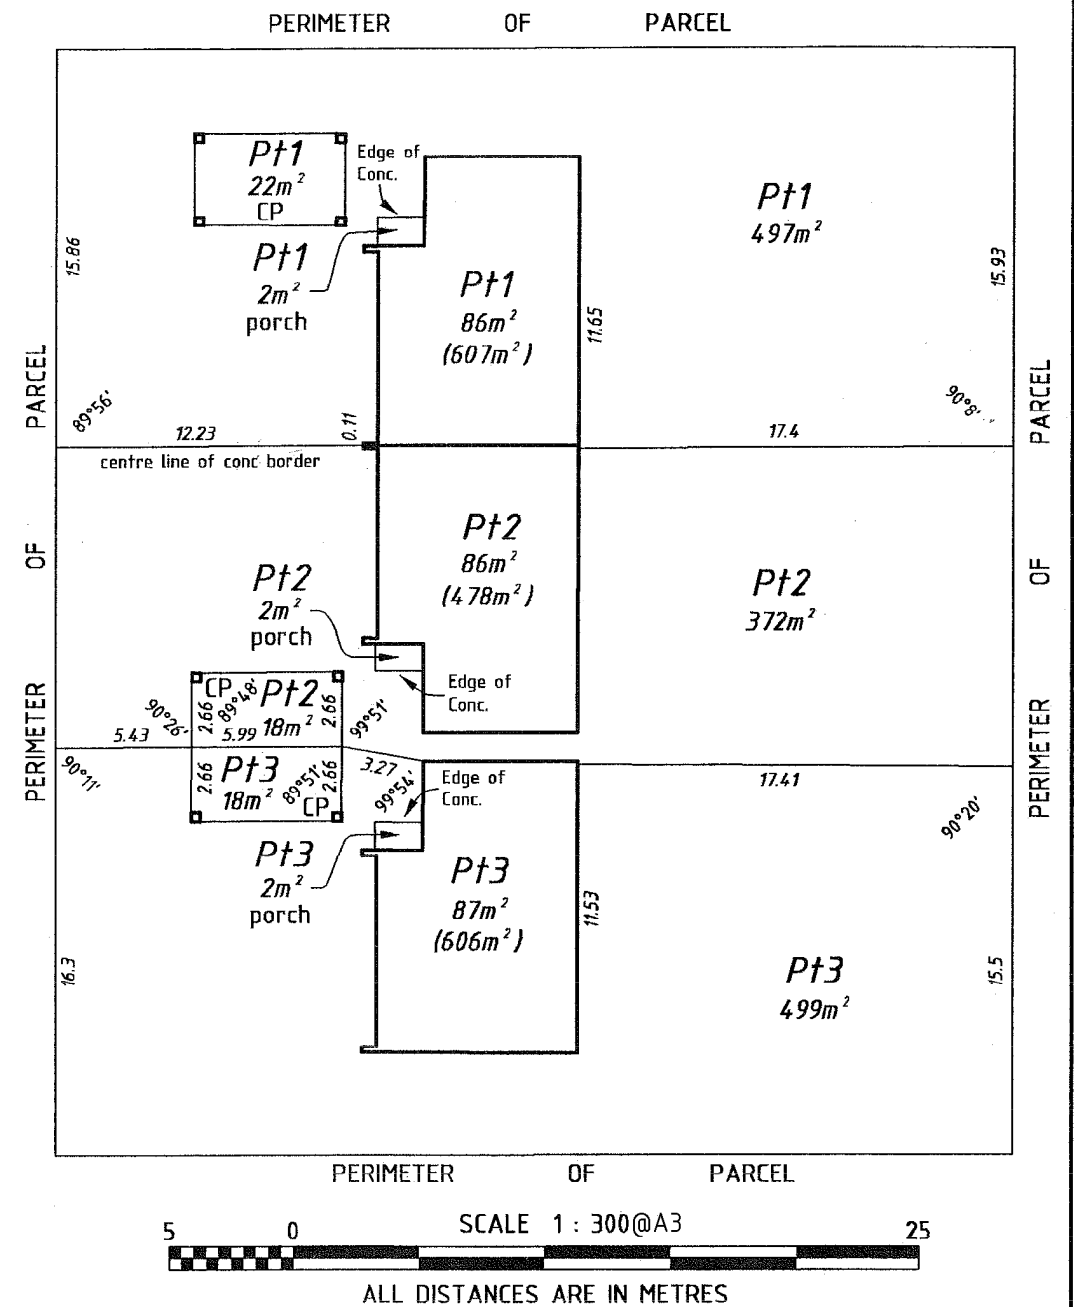 PERIMETER OF PARCEL
Pt1
22m²
CP
Edge of
Conc.
Pt1
497m²
15.86
Pt1
2m²
porch
Pt1
86m²
(607m²)
11.65
15.93
PERIMETER OF PARCEL
89°56'
12.23
0.11
90°8'
17.4
centre line of conc border
PERIMETER OF PARCEL
Pt2
86m²
(478m²)
Pt2
2m²
porch
Pt2
372m²
Edge of
Conc.
CP
89°48'
Pt2
18m²
2.66
2.66
90°26'
99°51'
5.43
5.99
90°11'
Pt3
18m²
2.66
89°51'
2.66
CP
3.27
99°54'
Edge of
Conc.
17.41
90°20'
Pt3
2m²
porch
Pt3
87m²
(606m²)
11.53
16.3
Pt3
499m²
15.5
PERIMETER OF PARCEL
SCALE 1 : 300@A3
5 0 25
ALL DISTANCES ARE IN METRES